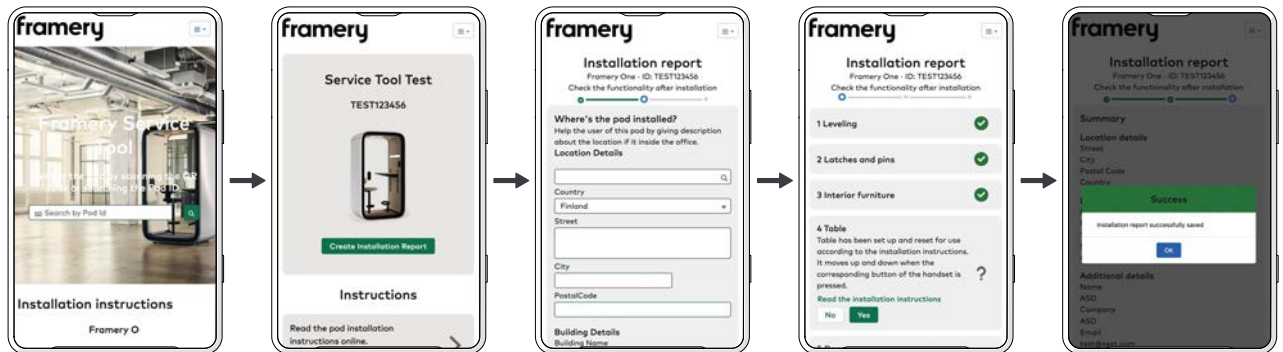 framery
Framery Service
Tool
Search by Pod Id
Installation instructions
Framery O
framery
Service Tool Test
TEST123456
Create Installation Report
Instructions
Read the pod installation
instructions online.
framery
Installation report
Framery One - ID: TEST123456
Check the functionality after installation
Where's the pod installed?
Help the user of this pod by giving description
about the location if it inside the office.
Location Details
Country
Finland
Street
City
PostalCode
Building Details
Building Name
framery
Installation report
Framery One - ID: TEST123456
Check the functionality after installation
1 Leveling
2 Latches and pins
3 Interior furniture
4 Table
Table has been set up and reset for use
according to the installation instructions.
It moves up and down when the
corresponding button of the handset is
pressed.
?
Read the installation instructions
No Yes
framery
Installation report
Framery One - ID: TEST123456
Check the functionality after installation
Summary
Location details
Street
City
Postal Code
Country
Success
Installation report successfully saved
OK
Additional details
Name
ASD
Company
ASD
Email